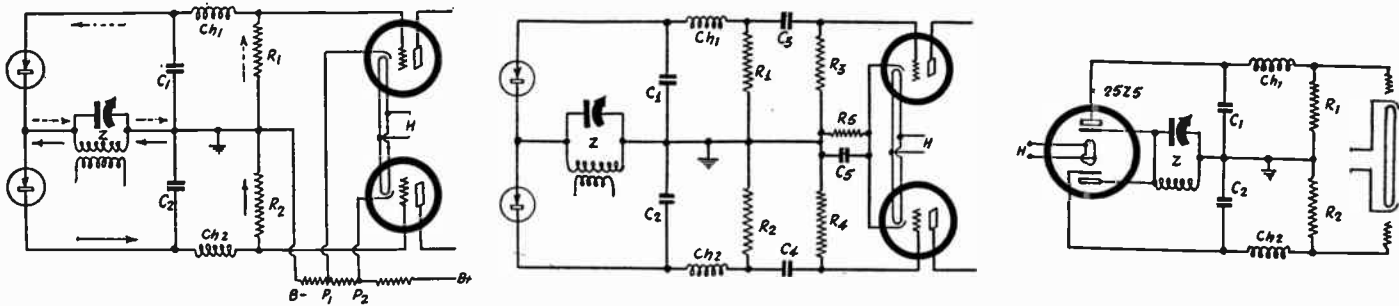 Ch1
C1
R1
Z
H
C2
R2
Ch2
B- P1 P2 B+
Ch1
C3
R1
R3
C1
R5
Z
H
C5
C2
R2
R4
Ch2
C4
25Z5
Ch1
R1
C1
Z
H
C2
R2
Ch2